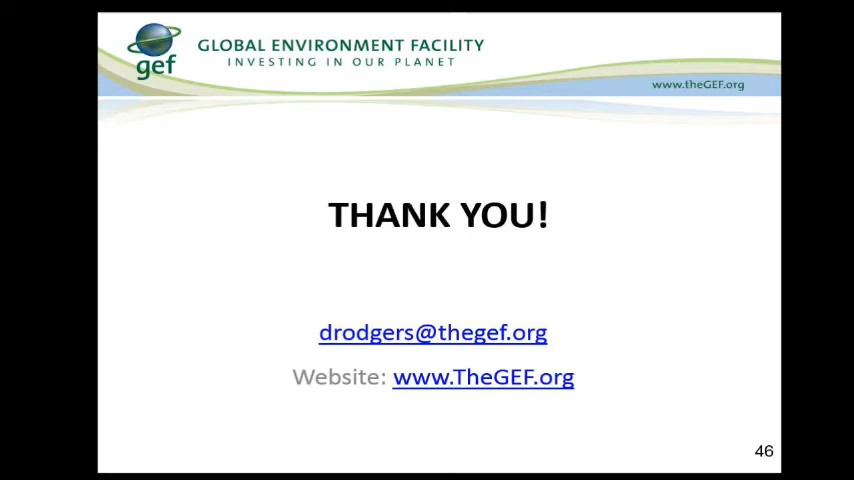 gef
GLOBAL ENVIRONMENT FACILITY
INVESTING IN OUR PLANET
www.theGEF.org
THANK YOU!
drodgers@thegef.org
Website: www.TheGEF.org
46